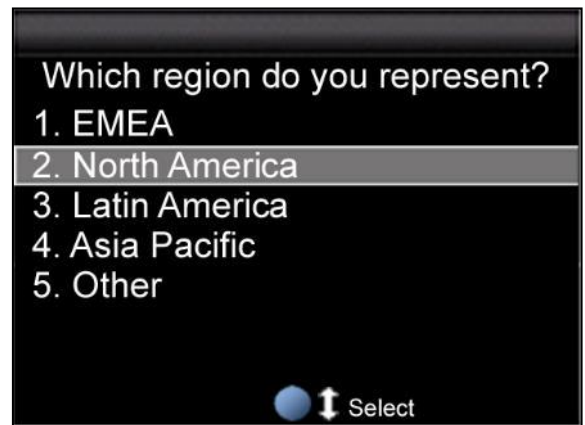 Which region do you represent?
1. EMEA
2. North America
3. Latin America
4. Asia Pacific
5. Other
Select